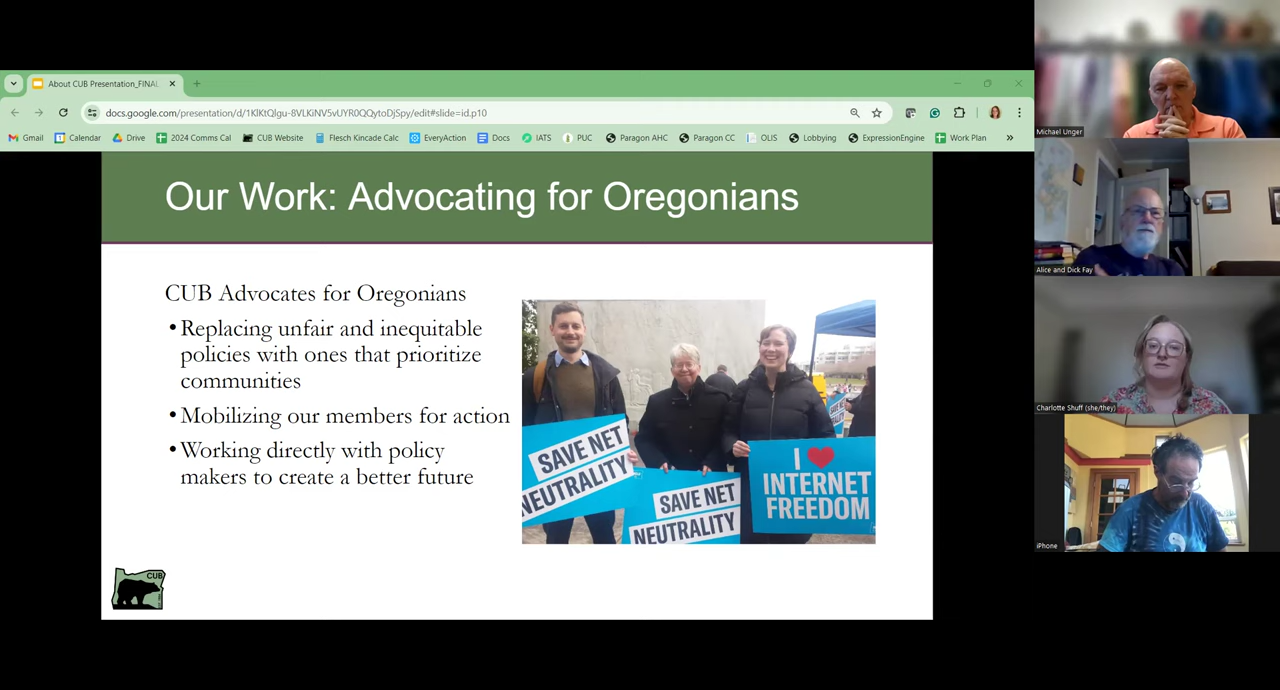 About CUB Presentation_FINAL
docs.google.com/presentation/d/1KlKtQlgu-8VLKiNV5vUYR0QQytoDjSpy/edit#slide=id.p10
Gmail Calendar Drive 2024 Comms Cal CUB Website Flesch Kincade Calc EveryAction Docs IATS PUC Paragon AHC Paragon CC OLIS Lobbying ExpressionEngine Work Plan »
Our Work: Advocating for Oregonians
CUB Advocates for Oregonians
•Replacing unfair and inequitable
policies with ones that prioritize
communities
•Mobilizing our members for action
•Working directly with policy
makers to create a better future
SAVE NET
NEUTRALITY
SAVE NET
NEUTRALITY
I ❤
INTERNET
FREEDOM
CUB
Michael Unger
Alice and Dick Fay
Charlotte Shuff (she/they)
iPhone